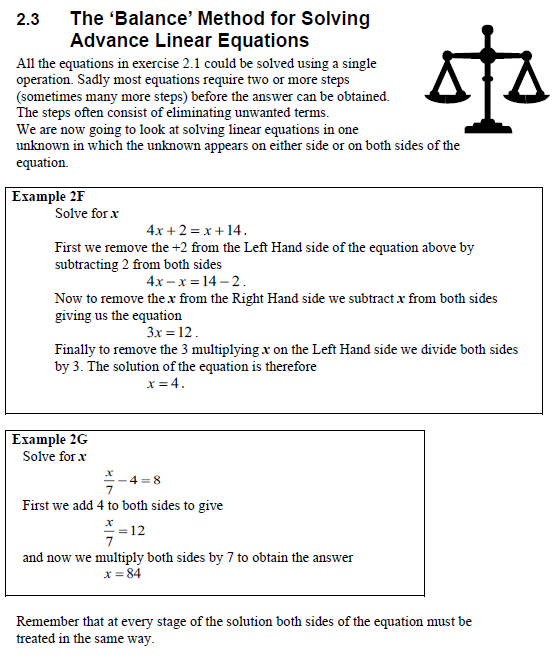 2.3 The ‘Balance’ Method for Solving
Advance Linear Equations
All the equations in exercise 2.1 could be solved using a single
operation. Sadly most equations require two or more steps
(sometimes many more steps) before the answer can be obtained.
The steps often consist of eliminating unwanted terms.
We are now going to look at solving linear equations in one
unknown in which the unknown appears on either side or on both sides of the
equation.
Example 2F
Solve for x
4x + 2 = x + 14.
First we remove the +2 from the Left Hand side of the equation above by
subtracting 2 from both sides
4x – x = 14 – 2.
Now to remove the x from the Right Hand side we subtract x from both sides
giving us the equation
3x = 12.
Finally to remove the 3 multiplying x on the Left Hand side we divide both sides
by 3. The solution of the equation is therefore
x = 4.
Example 2G
Solve for x
x/7 – 4 = 8
First we add 4 to both sides to give
x/7 = 12
and now we multiply both sides by 7 to obtain the answer
x = 84
Remember that at every stage of the solution both sides of the equation must be
treated in the same way.